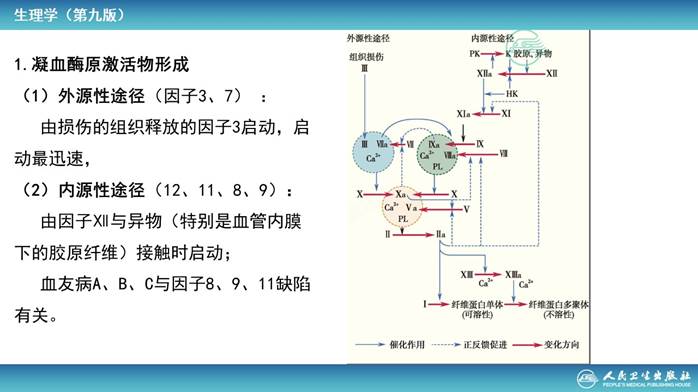 生理学（第九版）
1.凝血酶原激活物形成
（1）外源性途径（因子3、7）：
由损伤的组织释放的因子3启动，启
动最迅速，
（2）内源性途径（12、11、8、9）：
由因子Ⅻ与异物（特别是血管内膜
下的胶原纤维）接触时启动；
血友病A、B、C与因子8、9、11缺陷
有关。
外源性途径 内源性途径
组织损伤 PK K 胶原，异物
Ⅲ
Ⅻa Ⅻ
HK
Ⅺa Ⅺ
Ⅲ Ⅶa Ⅶ Ⅸa Ⅸ
Ca²⁺ Ca²⁺ Ⅷa Ⅷ
PL
X Xa X
Ca²⁺ Ⅴa Ⅴ
PL
Ⅱ Ⅱa
XⅢ XⅢa
Ca²⁺ Ca²⁺
Ⅰ 纤维蛋白单体 纤维蛋白多聚体
(可溶性) (不溶性)
催化作用 正反馈促进 变化方向
人民卫生出版社
PEOPLE'S MEDICAL PUBLISHING HOUSE